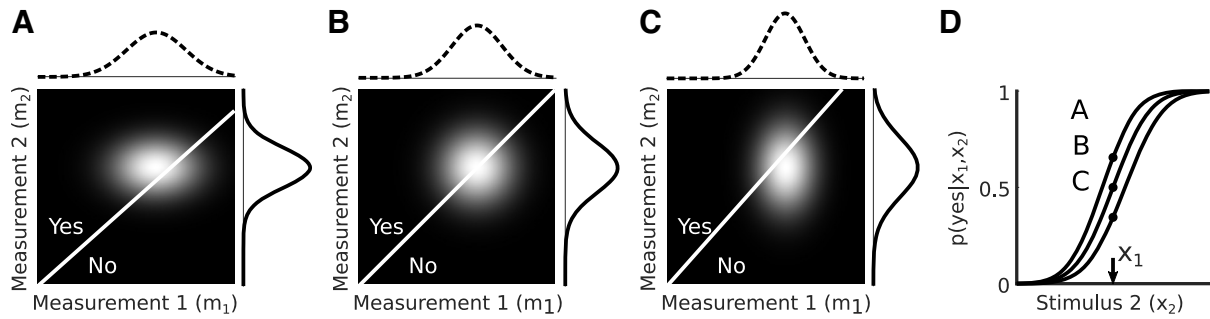 A
Measurement 2 (m2)
Yes
No
Measurement 1 (m1)
B
Measurement 2 (m2)
Yes
No
Measurement 1 (m1)
C
Measurement 2 (m2)
Yes
No
Measurement 1 (m1)
D
p(yes|x1,x2)
1
0.5
0
A
B
C
x1
Stimulus 2 (x2)